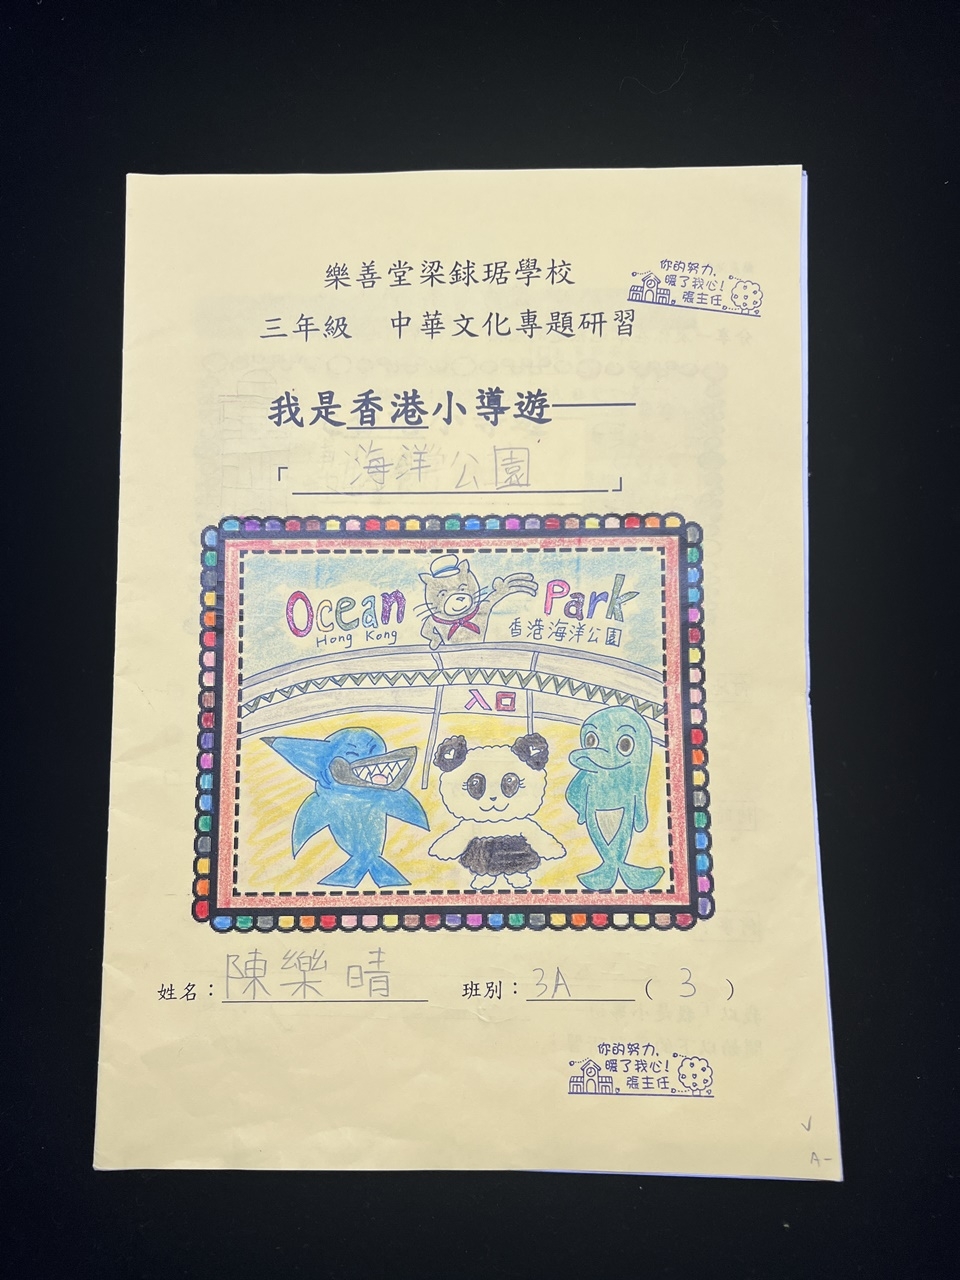 樂善堂梁銶琚學校
你的努力,
暖了我心!
張主任
三年級　中華文化專題研習
我是香港小導遊——
「海洋公園」
Ocean Park
Hong Kong 香港海洋公園
入口
姓名：陳樂晴 班別：3A ( 3 )
你的努力,
暖了我心!
張主任
A-